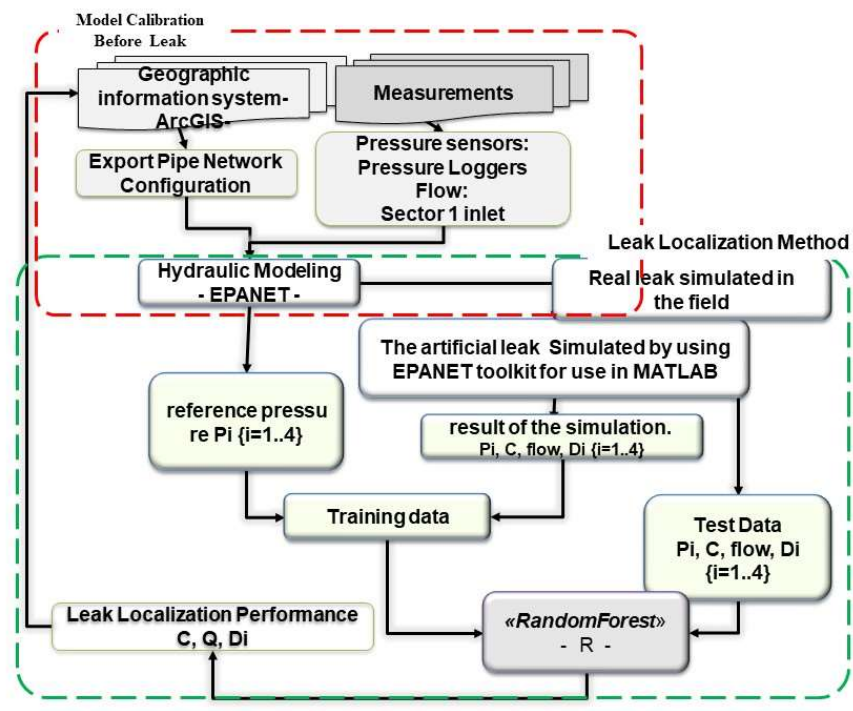 Model Calibration
Before Leak
Geographic
information system-
ArcGIS-
Measurements
Export Pipe Network
Configuration
Pressure sensors:
Pressure Loggers
Flow:
Sector 1 inlet
Leak Localization Method
Hydraulic Modeling
- EPANET -
Real leak simulated in
the field
The artificial leak Simulated by using
EPANET toolkit for use in MATLAB
reference pressu
re Pi {i=1..4}
result of the simulation.
Pi, C, flow, Di {i=1..4}
Training data
Test Data
Pi, C, flow, Di
{i=1..4}
Leak Localization Performance
C, Q, Di
«RandomForest»
- R -